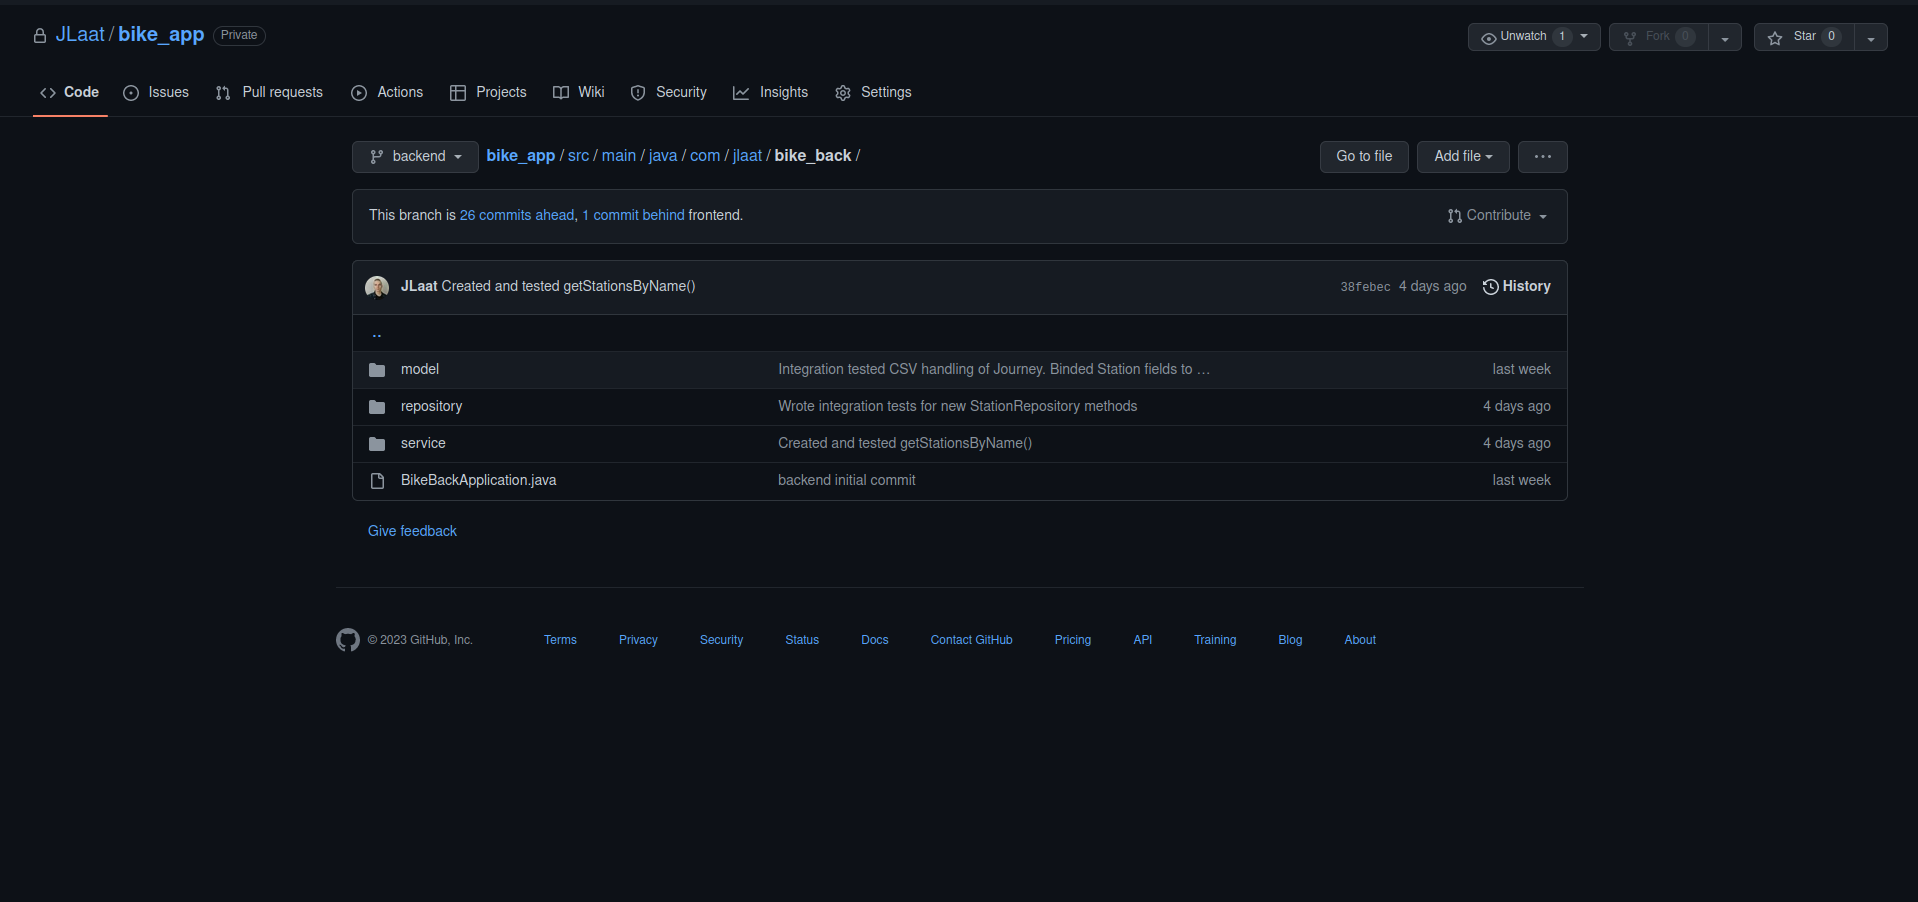 JLaat / bike_app Private Unwatch 1 Fork 0 Star 0
Code Issues Pull requests Actions Projects Wiki Security Insights Settings
backend bike_app / src / main / java / com / jlaat / bike_back / Go to file Add file ...
This branch is 26 commits ahead, 1 commit behind frontend. Contribute
JLaat Created and tested getStationsByName() 38febec 4 days ago History
..
model Integration tested CSV handling of Journey. Binded Station fields to … last week
repository Wrote integration tests for new StationRepository methods 4 days ago
service Created and tested getStationsByName() 4 days ago
BikeBackApplication.java backend initial commit last week
Give feedback
© 2023 GitHub, Inc. Terms Privacy Security Status Docs Contact GitHub Pricing API Training Blog About